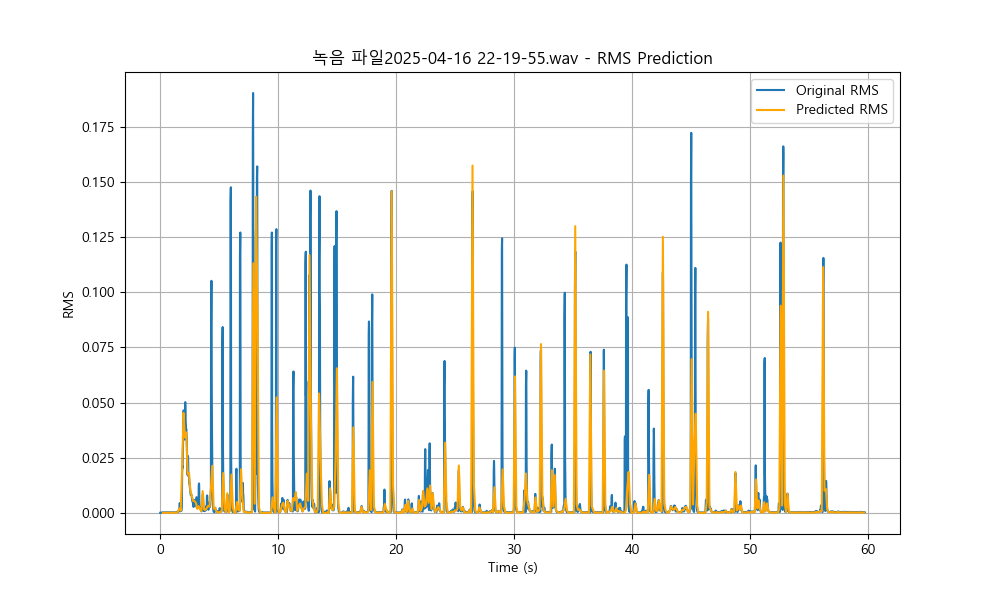 녹음 파일2025-04-16 22-19-55.wav - RMS Prediction
Original RMS
Predicted RMS
0.175
0.150
0.125
0.100
0.075
0.050
0.025
0.000
RMS
0 10 20 30 40 50 60
Time (s)